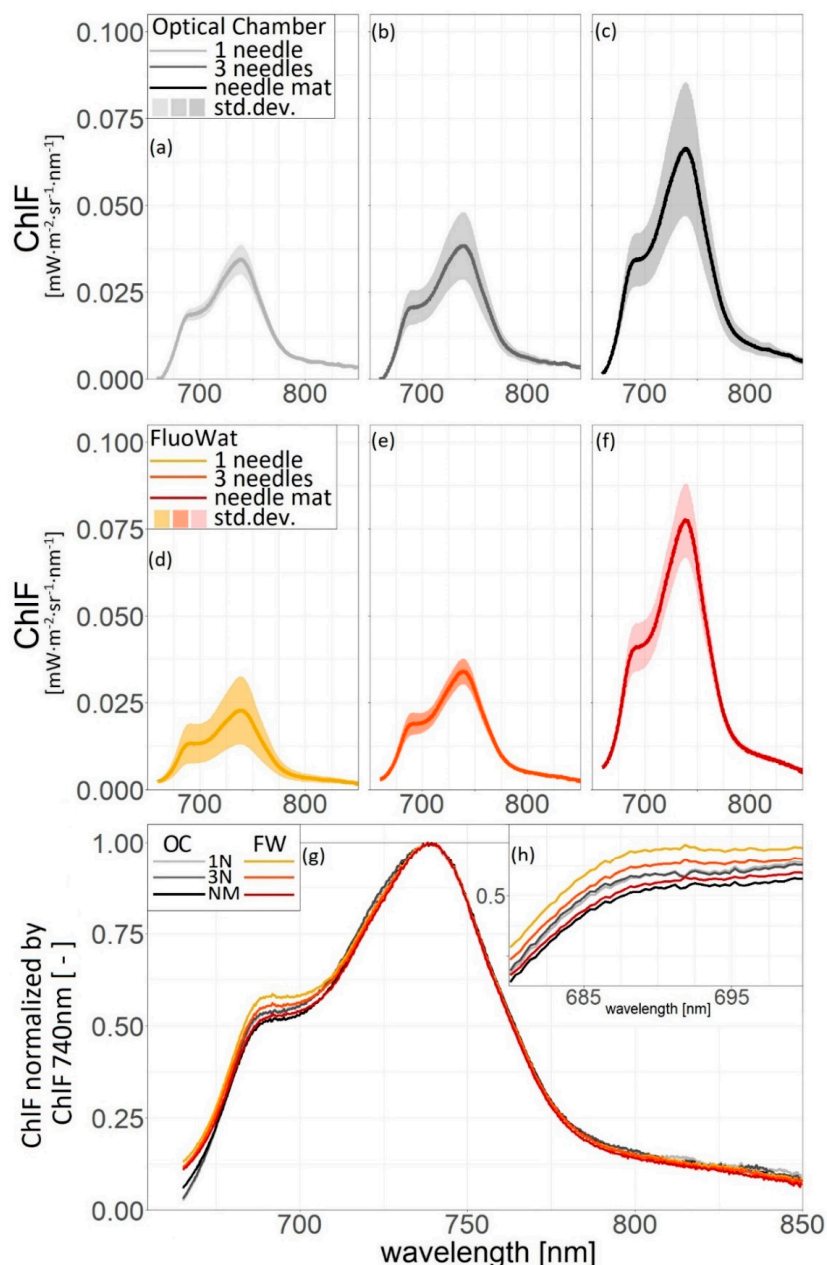 0.100
0.075
0.050
0.025
0.000
ChlF
[mW·m⁻²·sr⁻¹·nm⁻¹]
Optical Chamber
1 needle
3 needles
needle mat
std.dev.
(a)
(b)
(c)
700 800
700 800
700 800
0.100
0.075
0.050
0.025
0.000
ChlF
[mW·m⁻²·sr⁻¹·nm⁻¹]
FluoWat
1 needle
3 needles
needle mat
std.dev.
(d)
(e)
(f)
700 800
700 800
700 800
1.00
0.75
0.50
0.25
0.00
ChlF normalized by
ChlF 740nm [ - ]
OC FW
1N
3N
NM
(g)
(h)
0.5
685 695
wavelength [nm]
700 750 800 850
wavelength [nm]